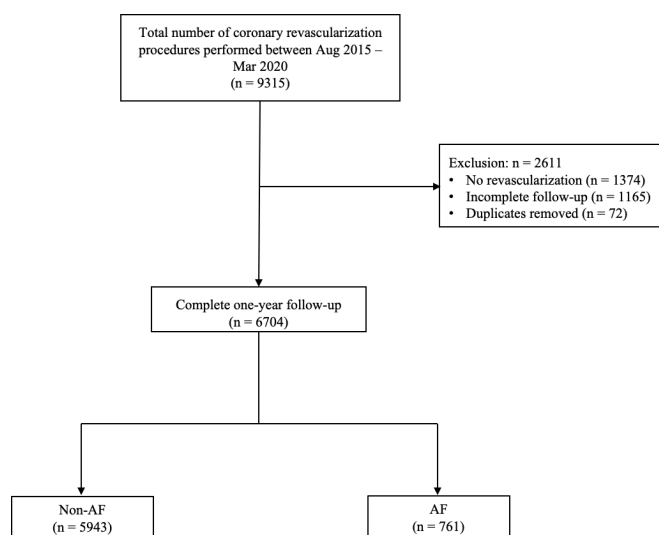 Total number of coronary revascularization
procedures performed between Aug 2015 –
Mar 2020
(n = 9315)
Exclusion: n = 2611
• No revascularization (n = 1374)
• Incomplete follow-up (n = 1165)
• Duplicates removed (n = 72)
Complete one-year follow-up
(n = 6704)
Non-AF
(n = 5943)
AF
(n = 761)